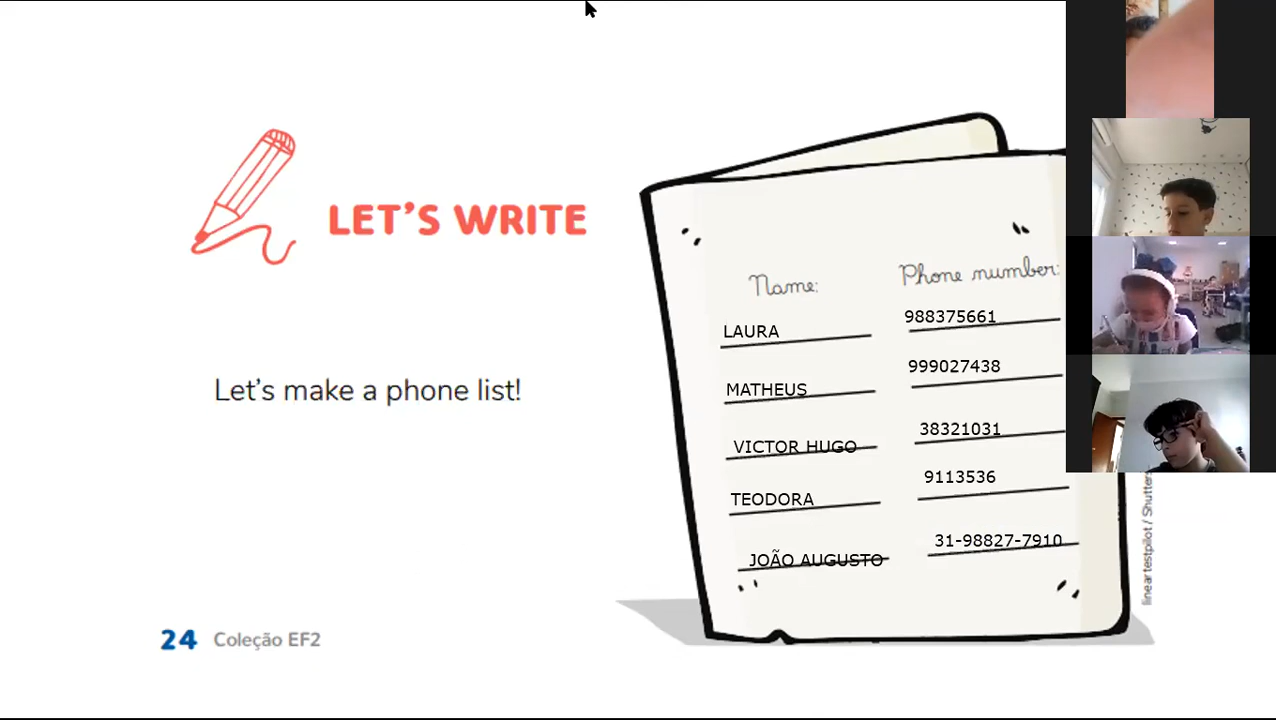 LET'S WRITE
Let's make a phone list!
Name: Phone number:
LAURA 988375661
MATHEUS 999027438
VICTOR HUGO 38321031
TEODORA 9113536
JOÃO AUGUSTO 31-98827-7910
lineartestpilot / Shutters
24 Coleção EF2